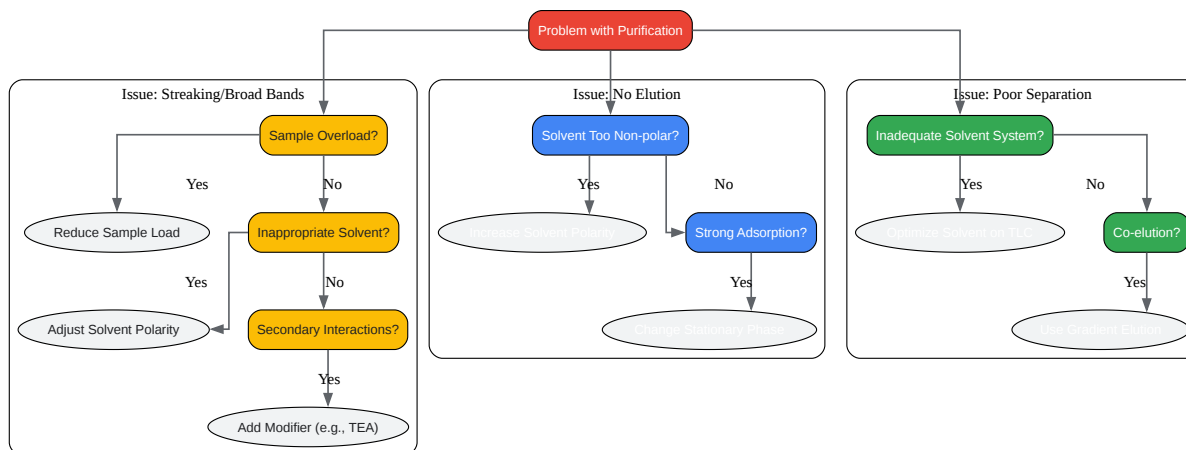 Problem with Purification
Issue: Streaking/Broad Bands
Sample Overload?
Yes
No
Reduce Sample Load
Inappropriate Solvent?
Yes
No
Adjust Solvent Polarity
Secondary Interactions?
Yes
Add Modifier (e.g., TEA)
Issue: No Elution
Solvent Too Non-polar?
Yes
No
Increase Solvent Polarity
Strong Adsorption?
Yes
Change Stationary Phase
Issue: Poor Separation
Inadequate Solvent System?
Yes
No
Optimize Solvent on TLC
Co-elution?
Yes
Use Gradient Elution